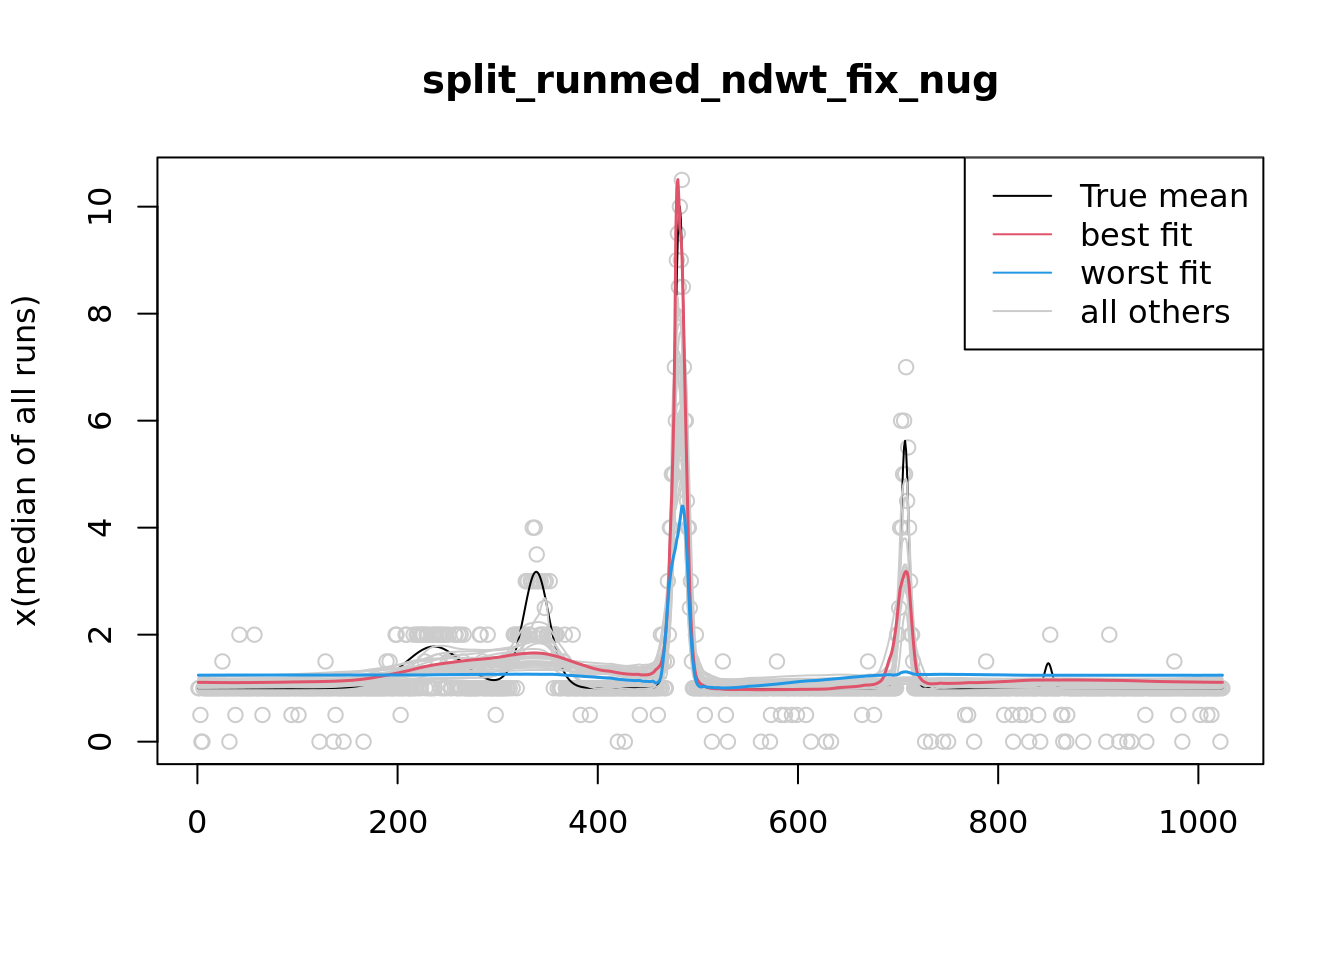 split_runmed_ndwt_fix_nug
True mean
best fit
worst fit
all others
x(median of all runs)
10
8
6
4
2
0
0 200 400 600 800 1000